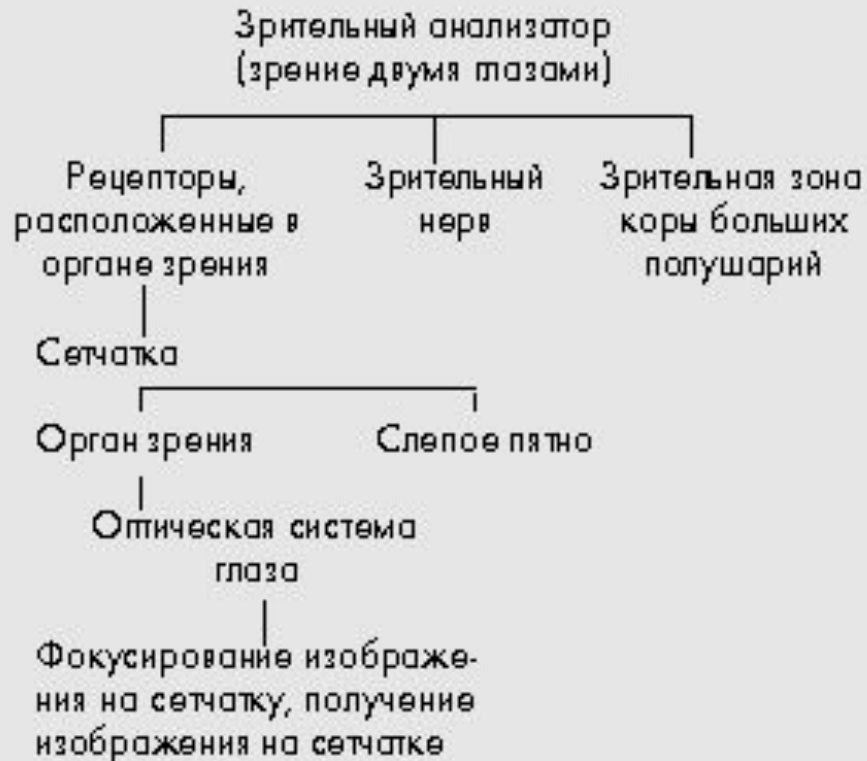 Зрительный анализатор
(зрение двумя глазами)
Рецепторы,
расположенные в
органе зрения
Зрительный
нерв
Зрительная зона
коры больших
полушарий
Сетчатка
Орган зрения
Слепое пятно
Оптическая система
глаза
Фокусирование изображе-
ния на сетчатку, получение
изображения на сетчатке